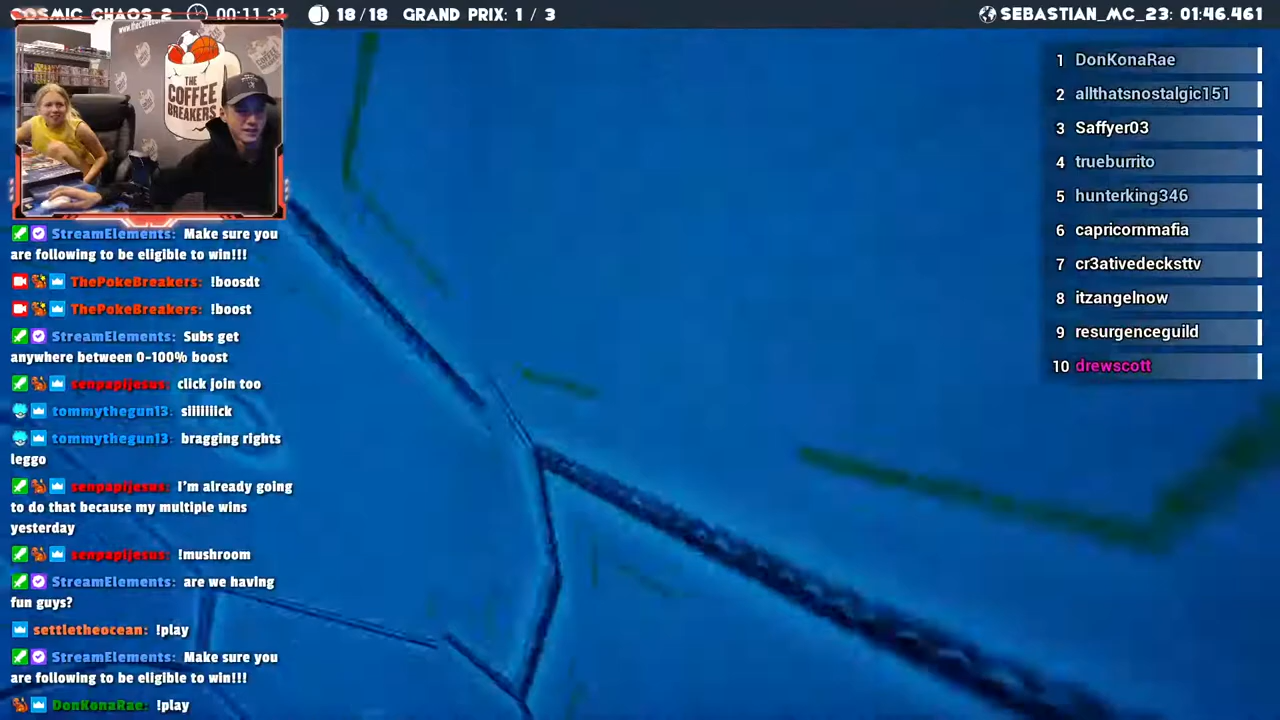 COSMIC CHAOS 2 00:11.31 18/18 GRAND PRIX: 1 / 3 SEBASTIAN_MC_23: 01:46.461
THE
COFFEE
BREAKERS
1 DonKonaRae
2 allthatsnostalgic151
3 Saffyer03
4 trueburrito
5 hunterking346
6 capricornmafia
7 cr3ativedecksttv
8 itzangelnow
9 resurgenceguild
10 drewscott
StreamElements: Make sure you
are following to be eligible to win!!!
ThePokeBreakers: !boosdt
ThePokeBreakers: !boost
StreamElements: Subs get
anywhere between 0-100% boost
senpapijesus: click join too
tommythegun13: siiiiiiick
tommythegun13: bragging rights
leggo
senpapijesus: I'm already going
to do that because my multiple wins
yesterday
senpapijesus: !mushroom
StreamElements: are we having
fun guys?
settletheocean: !play
StreamElements: Make sure you
are following to be eligible to win!!!
DonKonaRae: !play